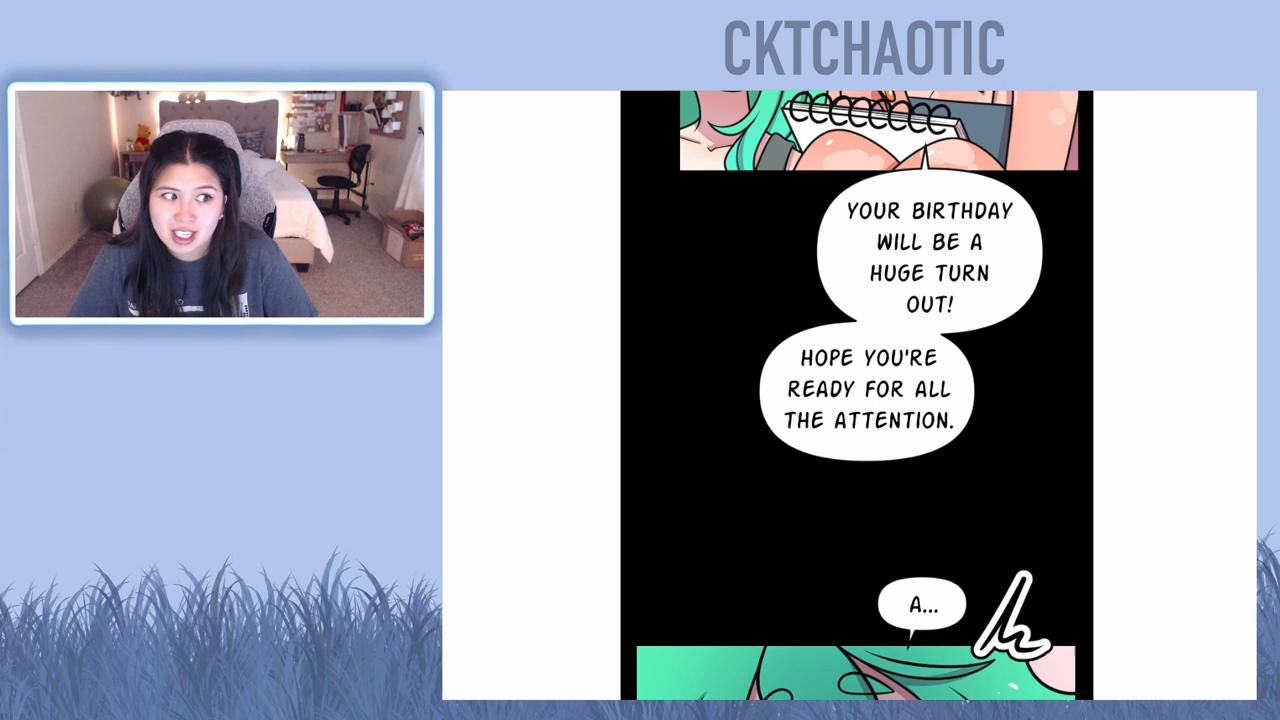 CKTCHAOTIC
YOUR BIRTHDAY
WILL BE A
HUGE TURN
OUT!
HOPE YOU'RE
READY FOR ALL
THE ATTENTION.
A...